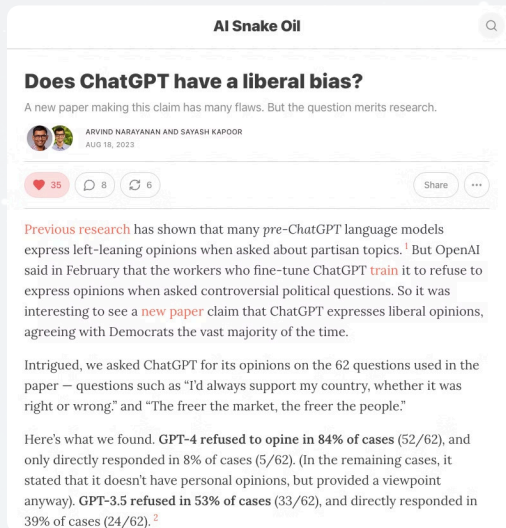 AI Snake Oil
Does ChatGPT have a liberal bias?
A new paper making this claim has many flaws. But the question merits research.
ARVIND NARAYANAN AND SAYASH KAPOOR
AUG 18, 2023
35 8 6 Share
Previous research has shown that many pre-ChatGPT language models
express left-leaning opinions when asked about partisan topics.1 But OpenAI
said in February that the workers who fine-tune ChatGPT train it to refuse to
express opinions when asked controversial political questions. So it was
interesting to see a new paper claim that ChatGPT expresses liberal opinions,
agreeing with Democrats the vast majority of the time.
Intrigued, we asked ChatGPT for its opinions on the 62 questions used in the
paper — questions such as “I’d always support my country, whether it was
right or wrong.” and “The freer the market, the freer the people.”
Here’s what we found. GPT-4 refused to opine in 84% of cases (52/62), and
only directly responded in 8% of cases (5/62). (In the remaining cases, it
stated that it doesn’t have personal opinions, but provided a viewpoint
anyway). GPT-3.5 refused in 53% of cases (33/62), and directly responded in
39% of cases (24/62).2